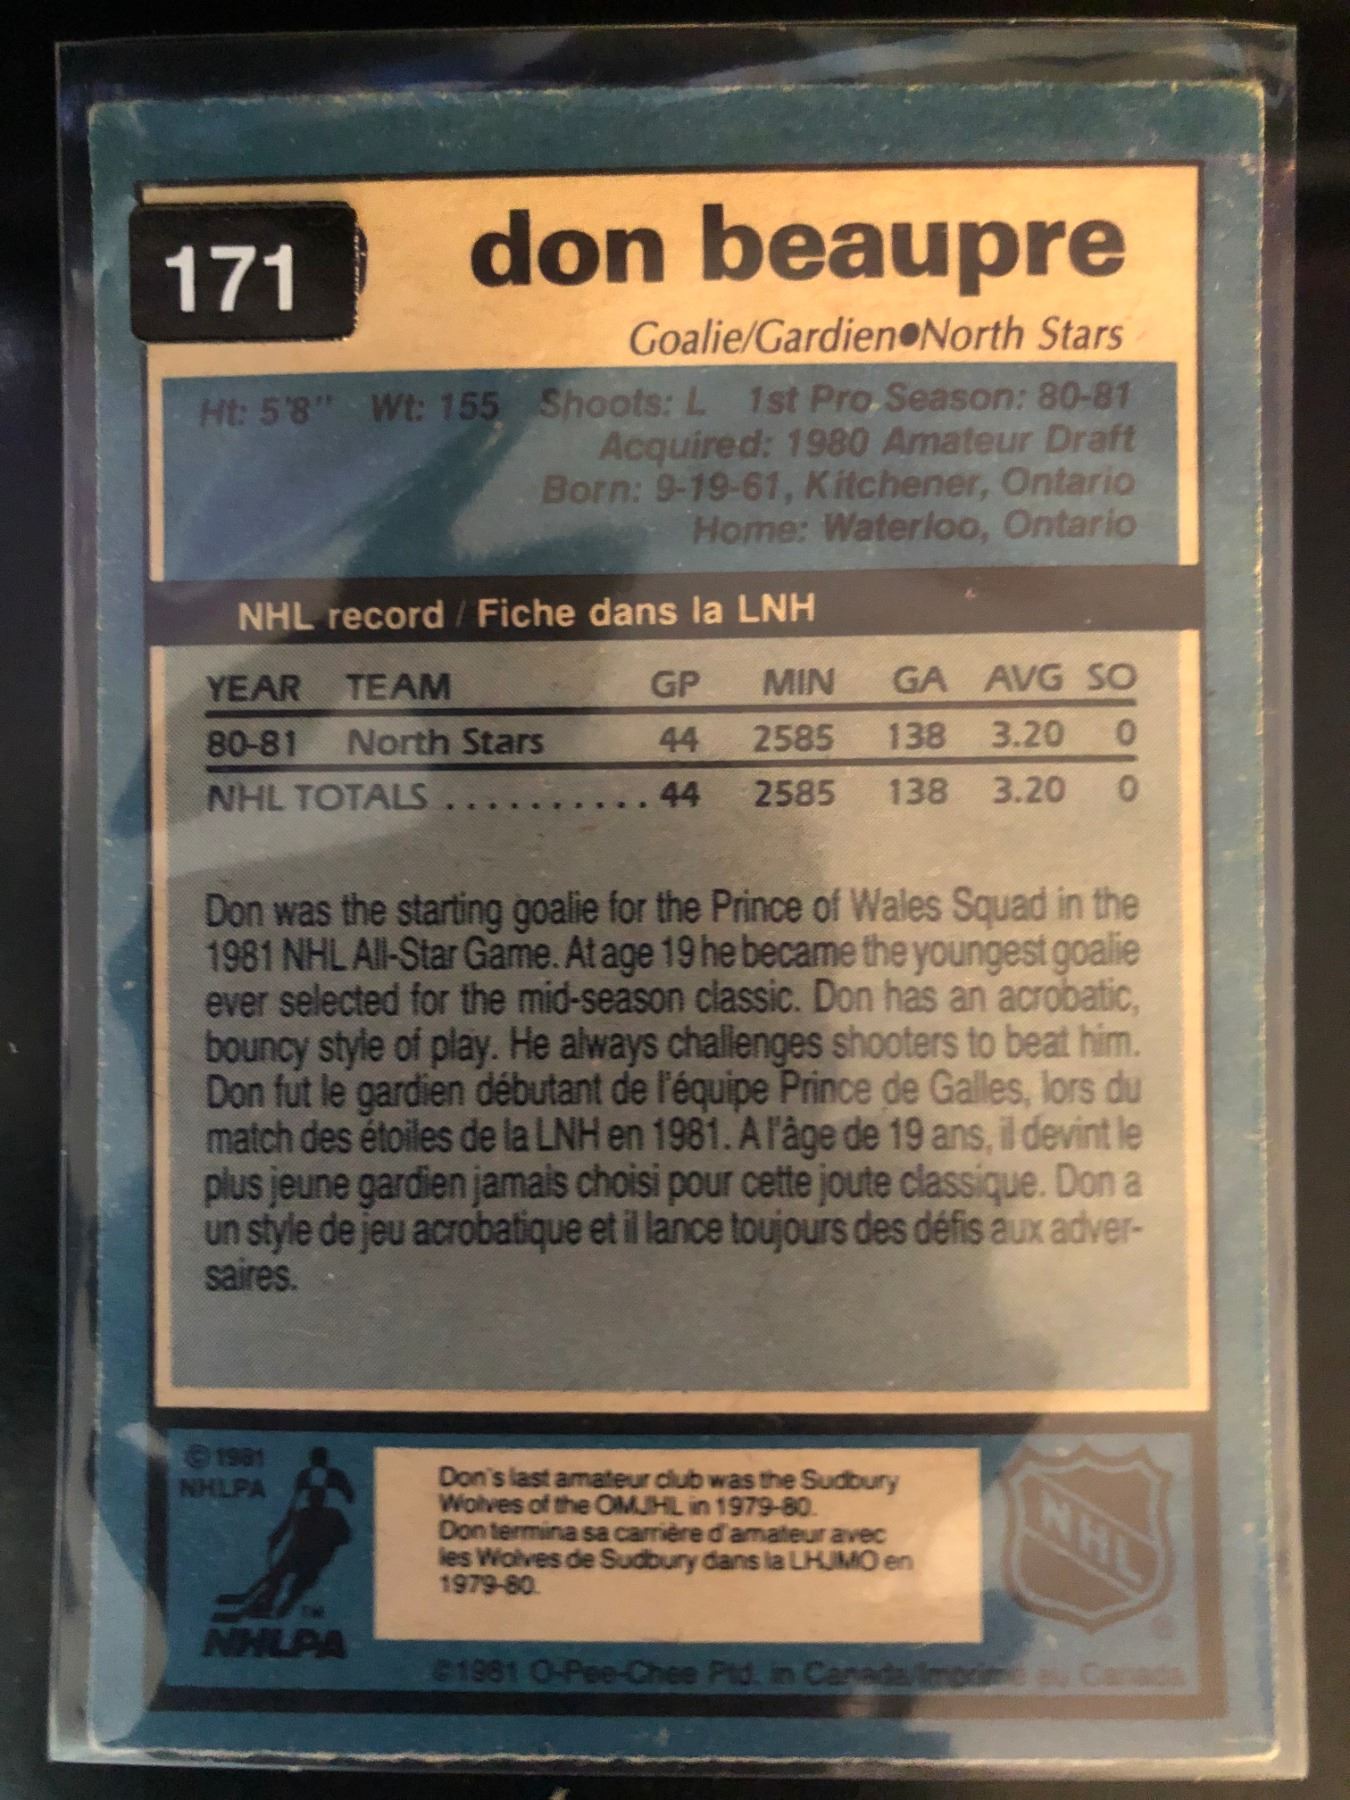 171
don beaupre
Goalie/Gardien●North Stars
Ht: 5'8" Wt: 155 Shoots: L 1st Pro Season: 80-81
Acquired: 1980 Amateur Draft
Born: 9-19-61, Kitchener, Ontario
Home: Waterloo, Ontario
NHL record / Fiche dans la LNH
YEAR TEAM GP MIN GA AVG SO
80-81 North Stars 44 2585 138 3.20 0
NHL TOTALS .......... 44 2585 138 3.20 0
Don was the starting goalie for the Prince of Wales Squad in the
1981 NHL All-Star Game. At age 19 he became the youngest goalie
ever selected for the mid-season classic. Don has an acrobatic,
bouncy style of play. He always challenges shooters to beat him.
Don fut le gardien débutant de l'équipe Prince de Galles, lors du
match des étoiles de la LNH en 1981. A l'âge de 19 ans, il devint le
plus jeune gardien jamais choisi pour cette joute classique. Don a
un style de jeu acrobatique et il lance toujours des défis aux adver-
saires.
© 1981
NHLPA
Don's last amateur club was the Sudbury
Wolves of the OMJHL in 1979-80.
Don termina sa carrière d'amateur avec
les Wolves de Sudbury dans la LHJMO en
1979-80.
NHL
®
TM
NHLPA
©1981 O-Pee-Chee Ptd. in Canada/Imprimé au Canada